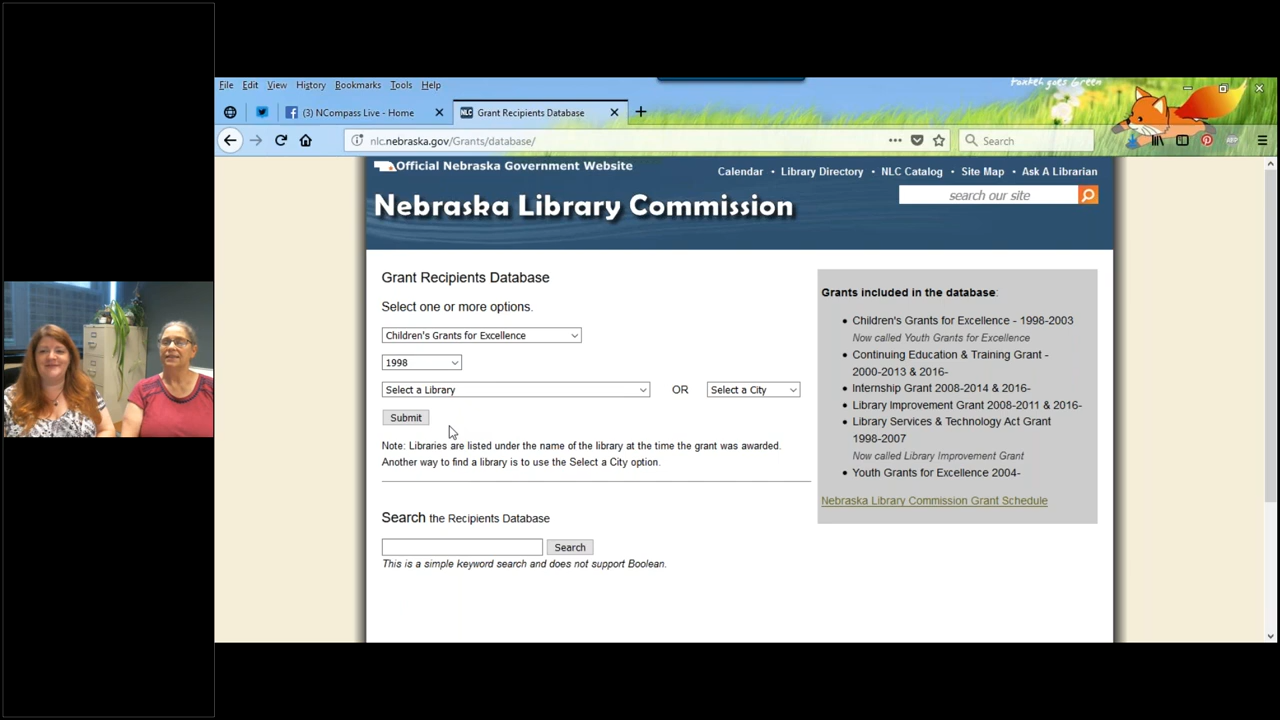 File Edit View History Bookmarks Tools Help
(3) NCompass Live - Home
NLC Grant Recipients Database
nlc.nebraska.gov/Grants/database/
Search
Official Nebraska Government Website
Calendar • Library Directory • NLC Catalog • Site Map • Ask A Librarian
Nebraska Library Commission
search our site
Grant Recipients Database
Select one or more options.
Children's Grants for Excellence
1998
Select a Library OR Select a City
Submit
Note: Libraries are listed under the name of the library at the time the grant was awarded.
Another way to find a library is to use the Select a City option.
Search the Recipients Database
Search
This is a simple keyword search and does not support Boolean.
Grants included in the database:
• Children's Grants for Excellence - 1998-2003
Now called Youth Grants for Excellence
• Continuing Education & Training Grant -
2000-2013 & 2016-
• Internship Grant 2008-2014 & 2016-
• Library Improvement Grant 2008-2011 & 2016-
• Library Services & Technology Act Grant
1998-2007
Now called Library Improvement Grant
• Youth Grants for Excellence 2004-
Nebraska Library Commission Grant Schedule